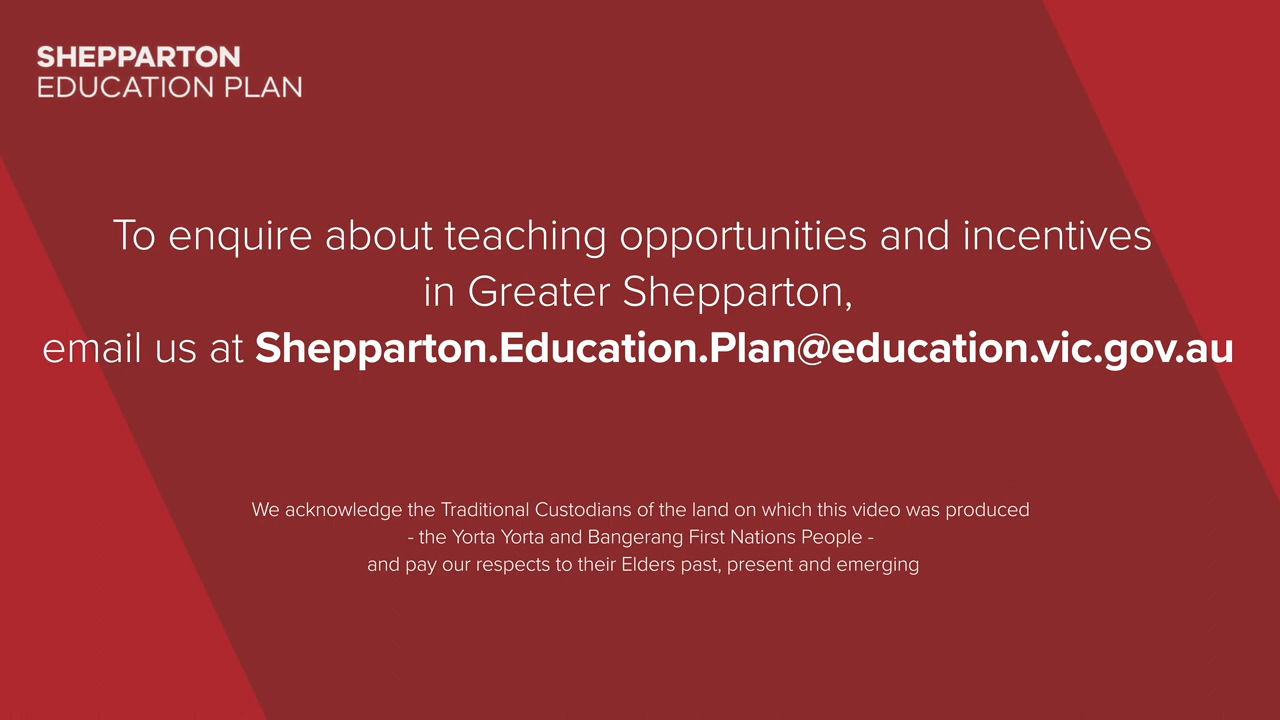 SHEPPARTON
EDUCATION PLAN
To enquire about teaching opportunities and incentives
in Greater Shepparton,
email us at Shepparton.Education.Plan@education.vic.gov.au
We acknowledge the Traditional Custodians of the land on which this video was produced
- the Yorta Yorta and Bangerang First Nations People -
and pay our respects to their Elders past, present and emerging